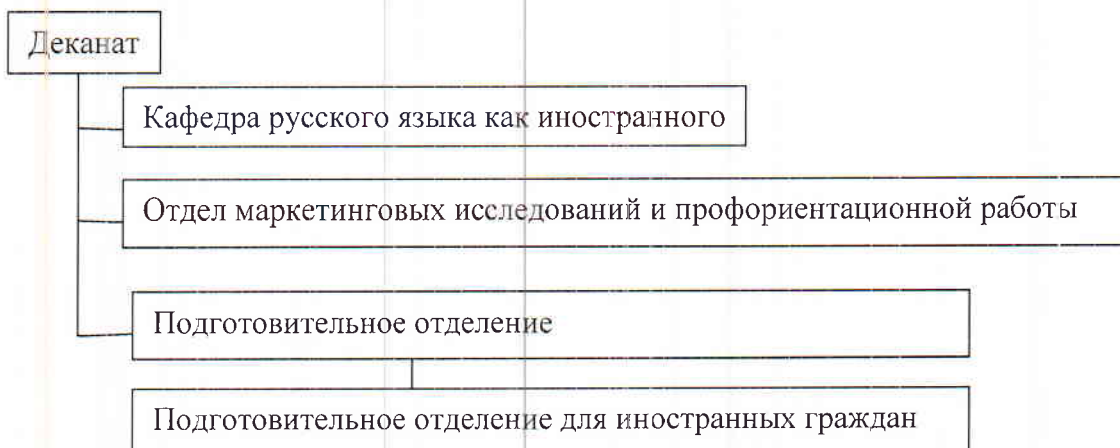 Деканат
Кафедра русского языка как иностранного
Отдел маркетинговых исследований и профориентационной работы
Подготовительное отделение
Подготовительное отделение для иностранных граждан